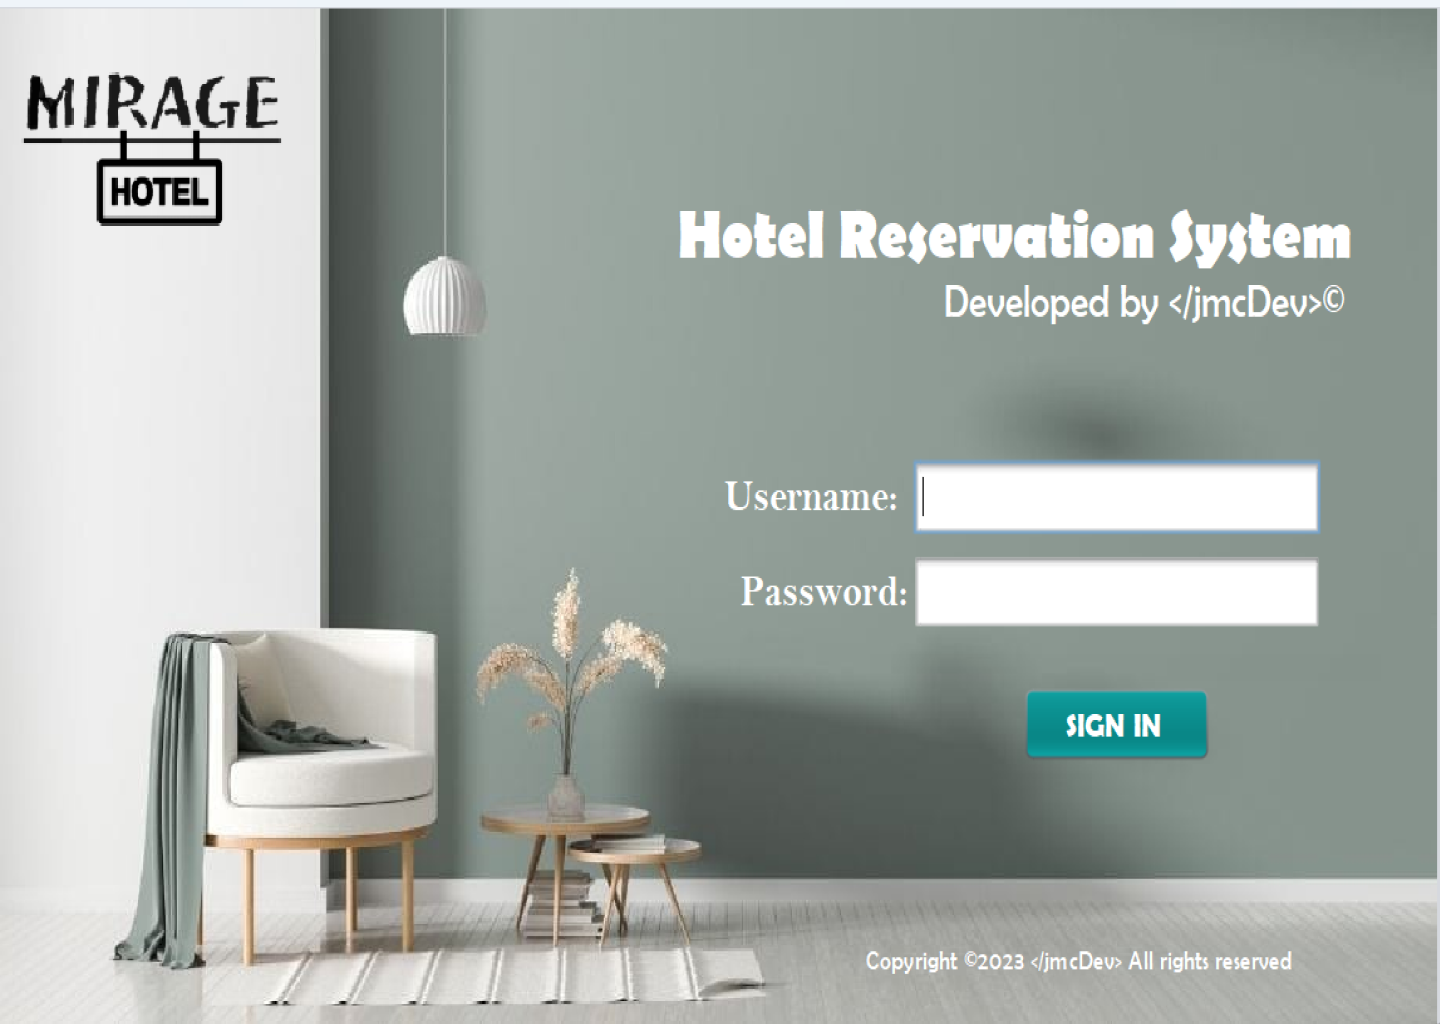 MIRAGE
HOTEL
Hotel Reservation System
Developed by </jmcDev>©
Username:
Password:
SIGN IN
Copyright ©2023 </jmcDev> All rights reserved